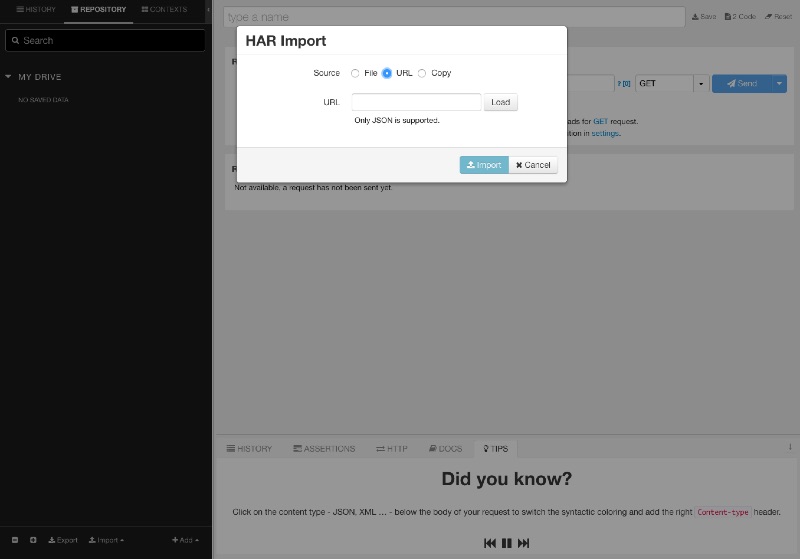 HISTORY REPOSITORY CONTEXTS
Search
MY DRIVE
NO SAVED DATA
Export Import Add
type a name
Save 2 Code Reset
HAR Import
Source File URL Copy
URL Load
Only JSON is supported.
Import Cancel
? [0] GET Send
ads for GET request.
ition in settings.
Not available, a request has not been sent yet.
HISTORY ASSERTIONS HTTP DOCS TIPS
Did you know?
Click on the content type - JSON, XML ... - below the body of your request to switch the syntactic coloring and add the right Content-type header.